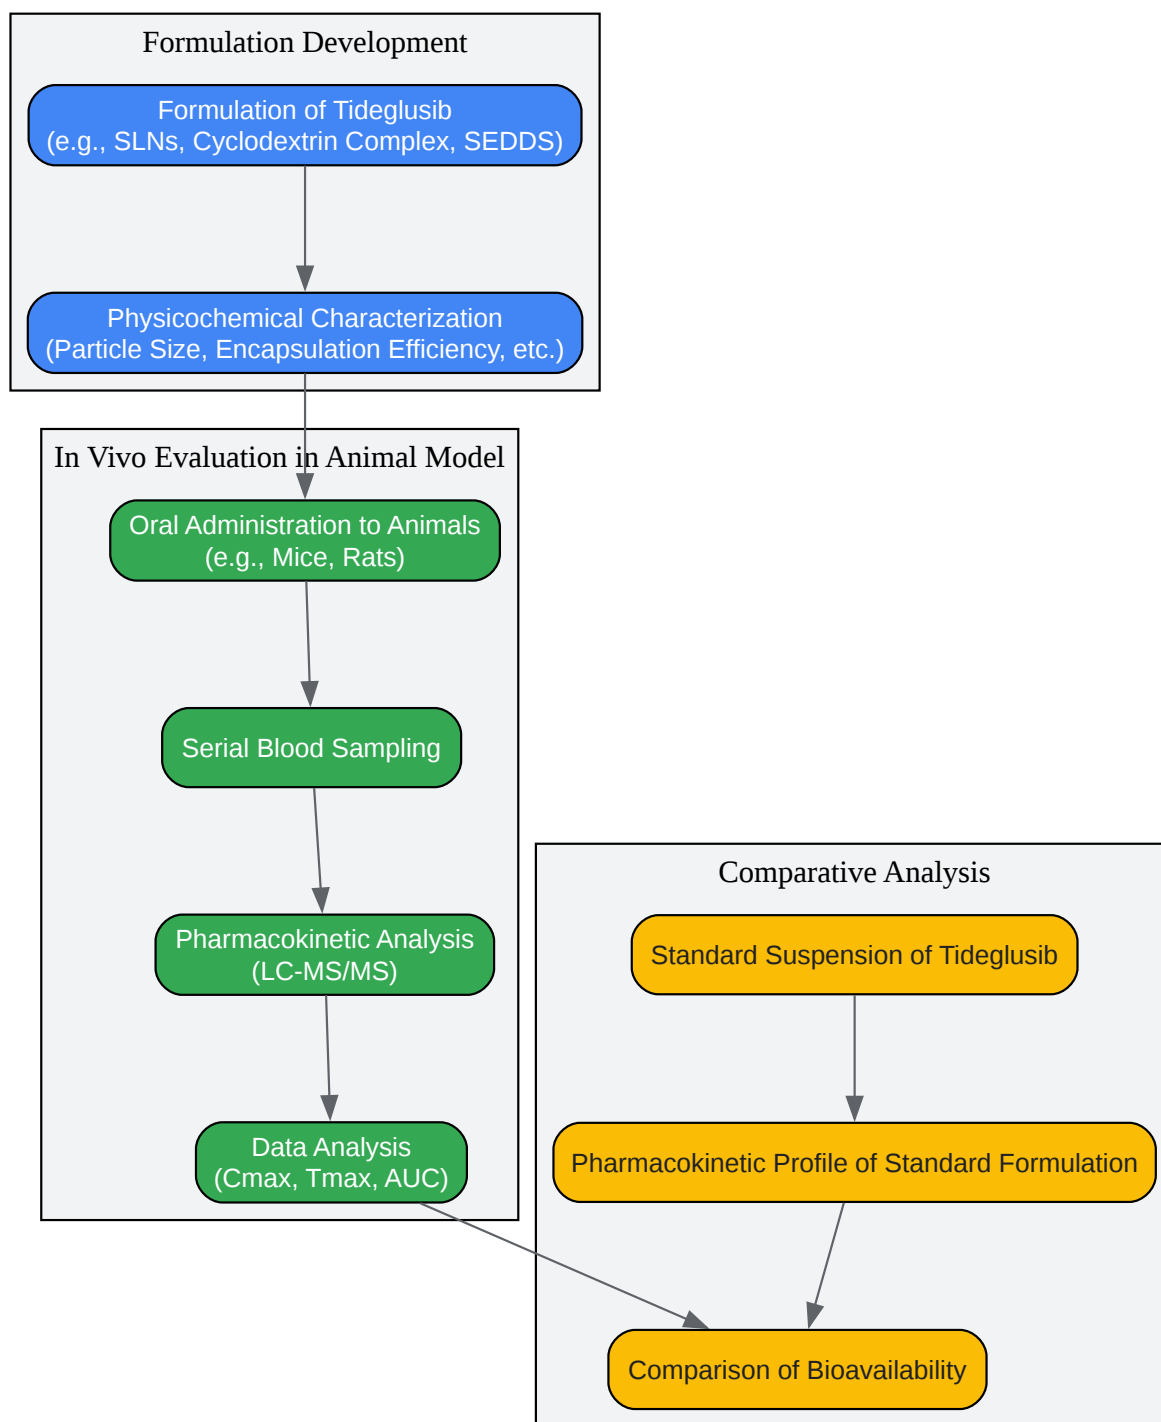 Formulation Development
Formulation of Tideglusib
(e.g., SLNs, Cyclodextrin Complex, SEDDS)
Physicochemical Characterization
(Particle Size, Encapsulation Efficiency, etc.)
In Vivo Evaluation in Animal Model
Oral Administration to Animals
(e.g., Mice, Rats)
Serial Blood Sampling
Pharmacokinetic Analysis
(LC-MS/MS)
Data Analysis
(Cmax, Tmax, AUC)
Comparative Analysis
Standard Suspension of Tideglusib
Pharmacokinetic Profile of Standard Formulation
Comparison of Bioavailability